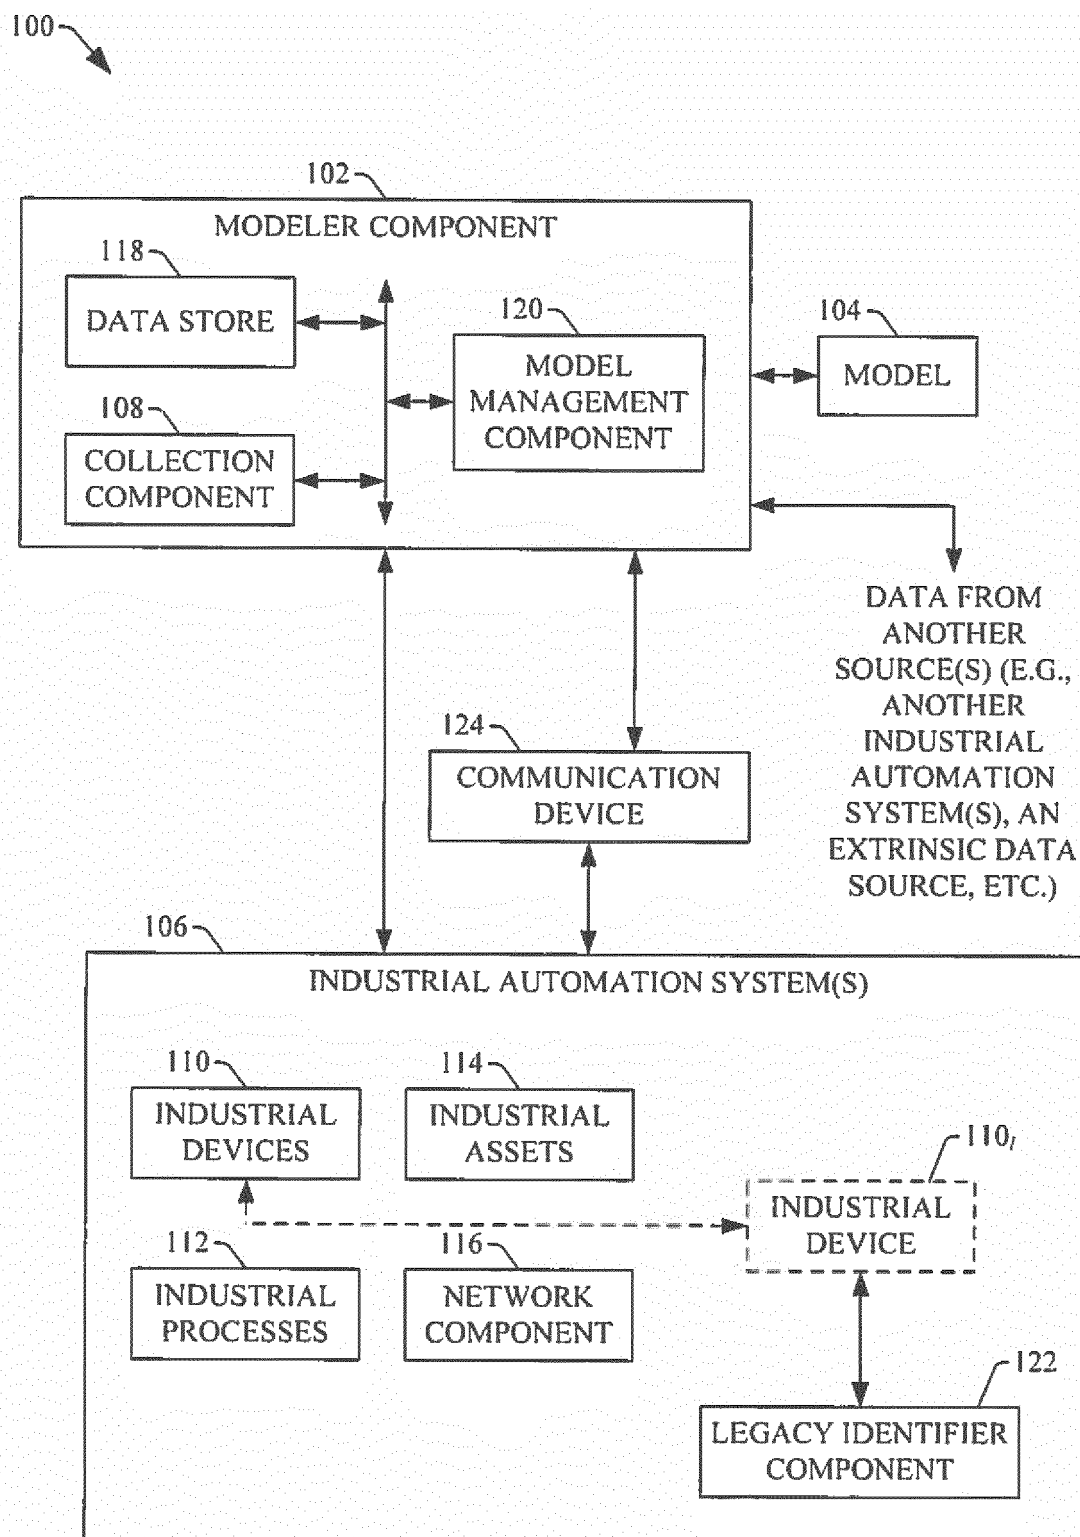 100
102
MODELER COMPONENT
118
DATA STORE
120
MODEL
MANAGEMENT
COMPONENT
104
MODEL
108
COLLECTION
COMPONENT
DATA FROM
ANOTHER
SOURCE(S) (E.G.,
ANOTHER
INDUSTRIAL
AUTOMATION
SYSTEM(S), AN
EXTRINSIC DATA
SOURCE, ETC.)
124
COMMUNICATION
DEVICE
106
INDUSTRIAL AUTOMATION SYSTEM(S)
110
INDUSTRIAL
DEVICES
114
INDUSTRIAL
ASSETS
110l
INDUSTRIAL
DEVICE
112
INDUSTRIAL
PROCESSES
116
NETWORK
COMPONENT
122
LEGACY IDENTIFIER
COMPONENT